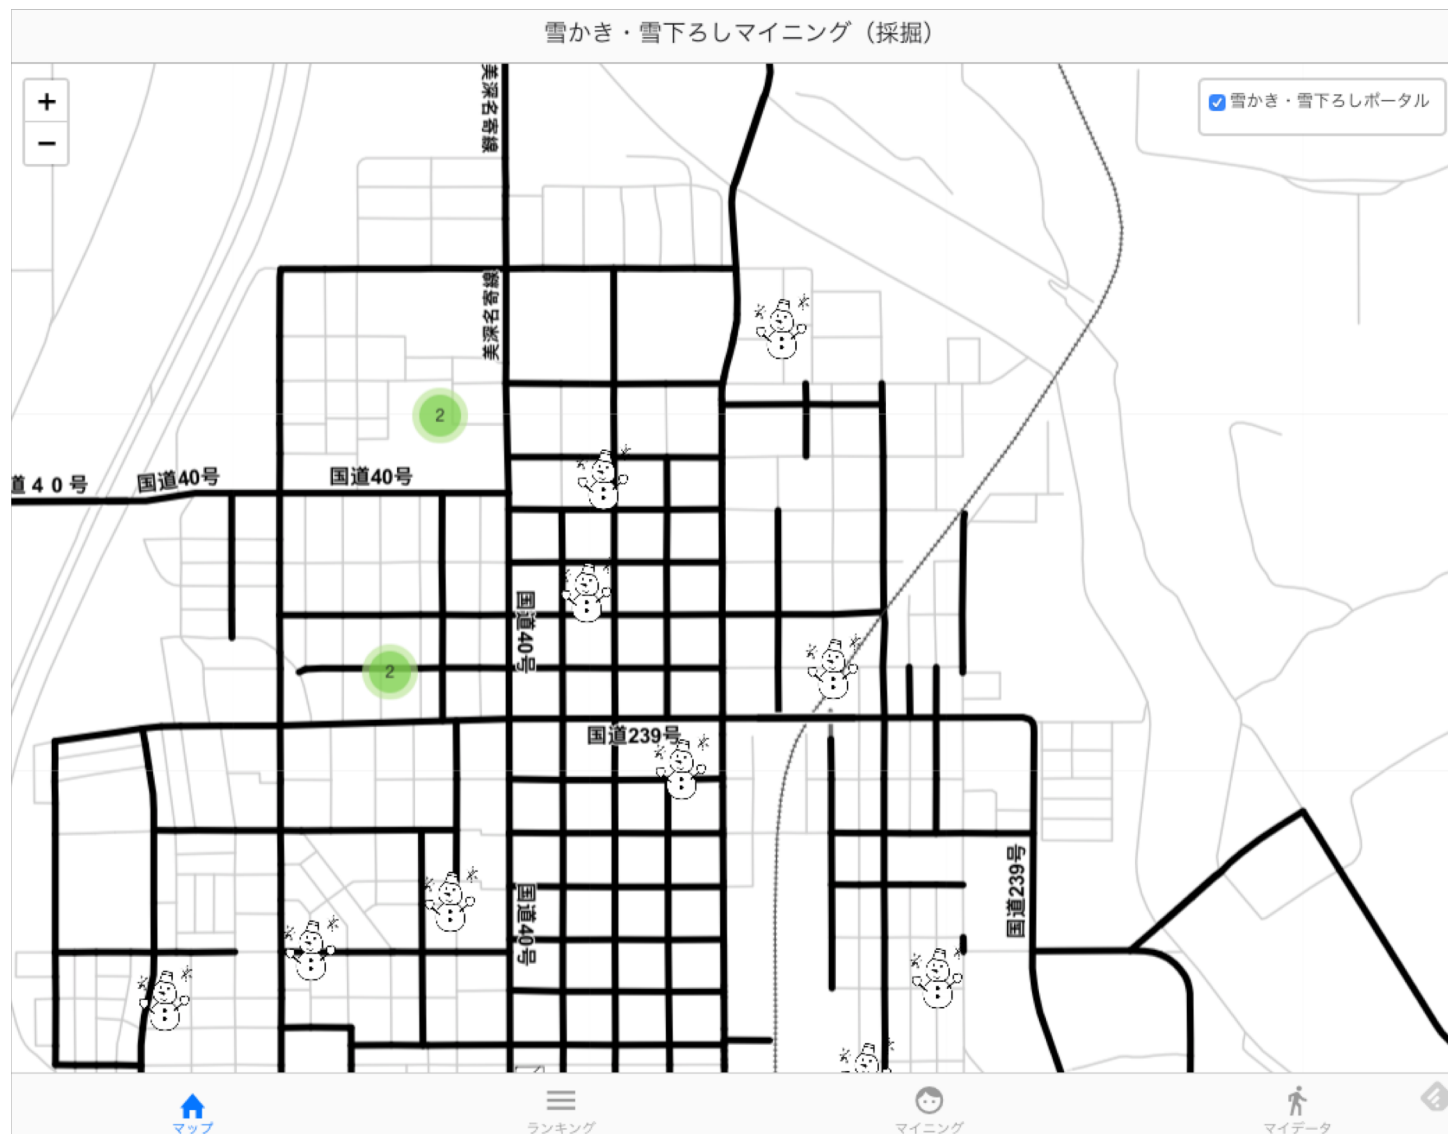 雪かき・雪下ろしマイニング（採掘）
+
−
雪かき・雪下ろしポータル
美深名寄線
美深名寄線
2
道４０号
国道40号
国道40号
国道40号
2
国道239号
国道239号
国道40号
マップ
ランキング
マイニング
マイデータ